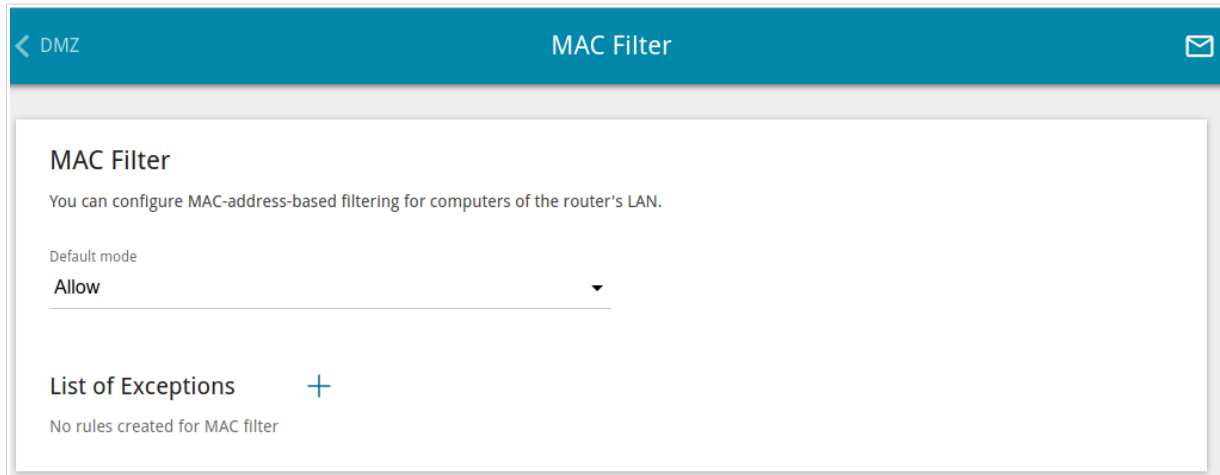 DMZ
MAC Filter
MAC Filter
You can configure MAC-address-based filtering for computers of the router's LAN.
Default mode
Allow
List of Exceptions
No rules created for MAC filter